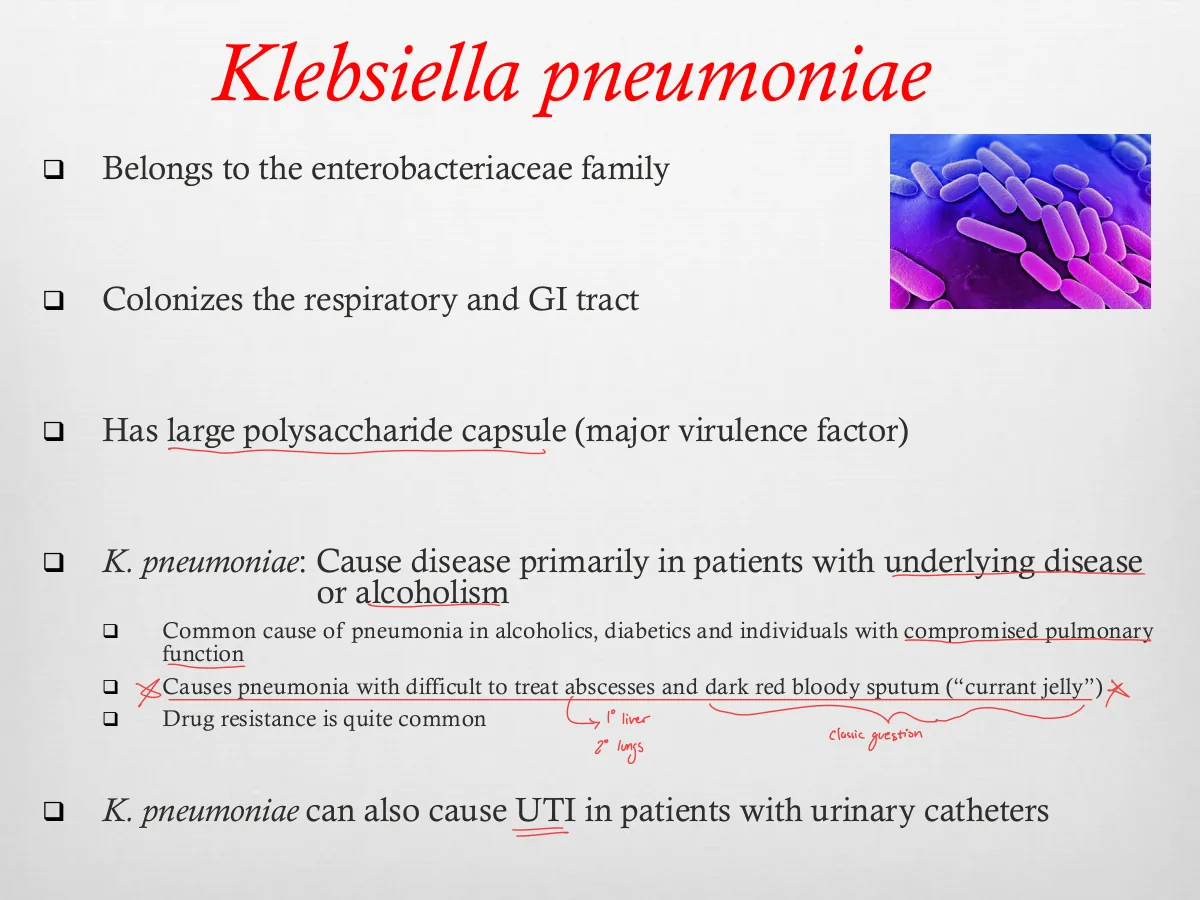 Klebsiella pneumoniae
Belongs to the enterobacteriaceae family
Colonizes the respiratory and GI tract
Has large polysaccharide capsule (major virulence factor)
K. pneumoniae: Cause disease primarily in patients with underlying disease
or alcoholism
Common cause of pneumonia in alcoholics, diabetics and individuals with compromised pulmonary
function
Causes pneumonia with difficult to treat abscesses and dark red bloody sputum (“currant jelly”)
Drug resistance is quite common
1° liver
2° lungs
classic question
K. pneumoniae can also cause UTI in patients with urinary catheters